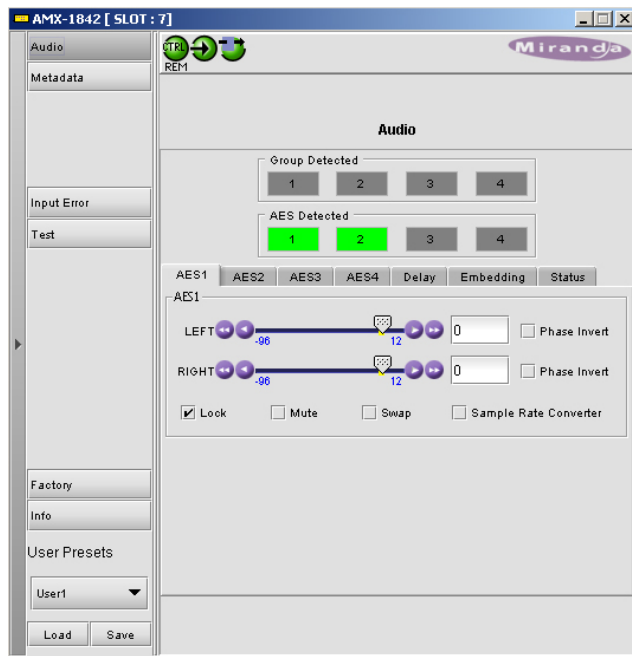 AMX-1842 [ SLOT : 7]
Audio
Metadata
Input Error
Test
Factory
Info
User Presets
User1
Load Save
CTRL
REM
Miranda
Audio
Group Detected
1 2 3 4
AES Detected
1 2 3 4
AES1 AES2 AES3 AES4 Delay Embedding Status
AES1
LEFT 0 Phase Invert
-96 12
RIGHT 0 Phase Invert
-96 12
Lock Mute Swap Sample Rate Converter